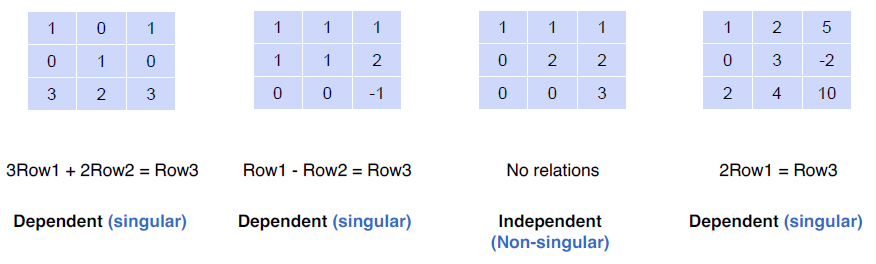 1 0 1 1 1 1 1 1 1 1 2 5
0 1 0 1 1 2 0 2 2 0 3 -2
3 2 3 0 0 -1 0 0 3 2 4 10
3Row1 + 2Row2 = Row3 Row1 - Row2 = Row3 No relations 2Row1 = Row3
Dependent (singular) Dependent (singular) Independent Dependent (singular)
(Non-singular)